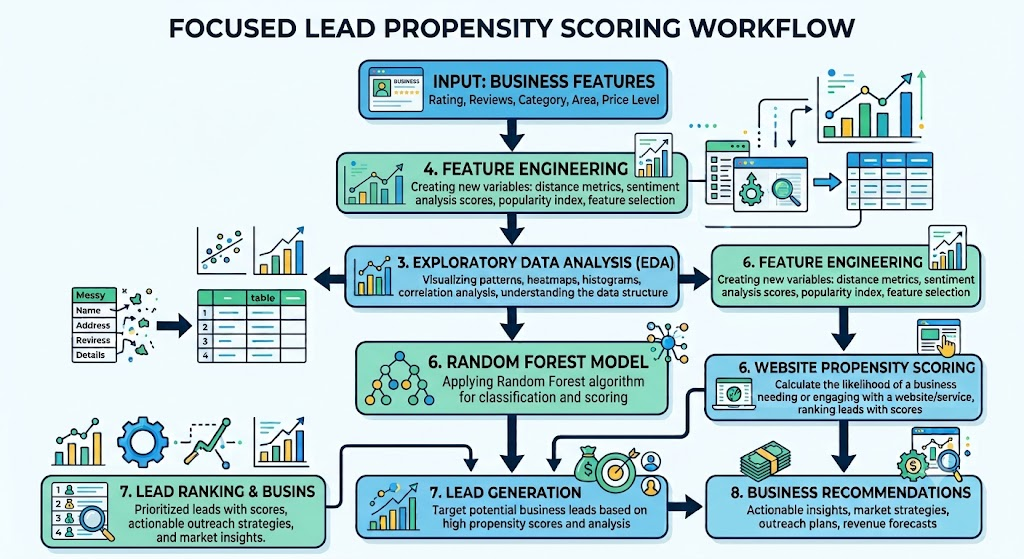 FOCUSED LEAD PROPENSITY SCORING WORKFLOW
BUSINESS
INPUT: BUSINESS FEATURES
Rating, Reviews, Category, Area, Price Level
4. FEATURE ENGINEERING
Creating new variables: distance metrics, sentiment
analysis scores, popularity index, feature selection
3. EXPLORATORY DATA ANALYSIS (EDA)
Visualizing patterns, heatmaps, histograms,
correlation analysis, understanding the data structure
6. FEATURE ENGINEERING
Creating new variables: distance metrics, sentiment
analysis scores, popularity index, feature selection
Messy
Name
Address
Reviress
Details
table
1
2
3
4
6. RANDOM FOREST MODEL
Applying Random Forest algorithm
for classification and scoring
6. WEBSITE PROPENSITY SCORING
Calculate the likelihood of a business
needing or engaging with a website/service,
ranking leads with scores
1
2
3
4
7. LEAD RANKING & BUSINS
Prioritized leads with scores,
actionable outreach strategies,
and market insights.
$
7. LEAD GENERATION
Target potential business leads based on
high propensity scores and analysis
$
8. BUSINESS RECOMMENDATIONS
Actionable insights, market strategies,
outreach plans, revenue forecasts